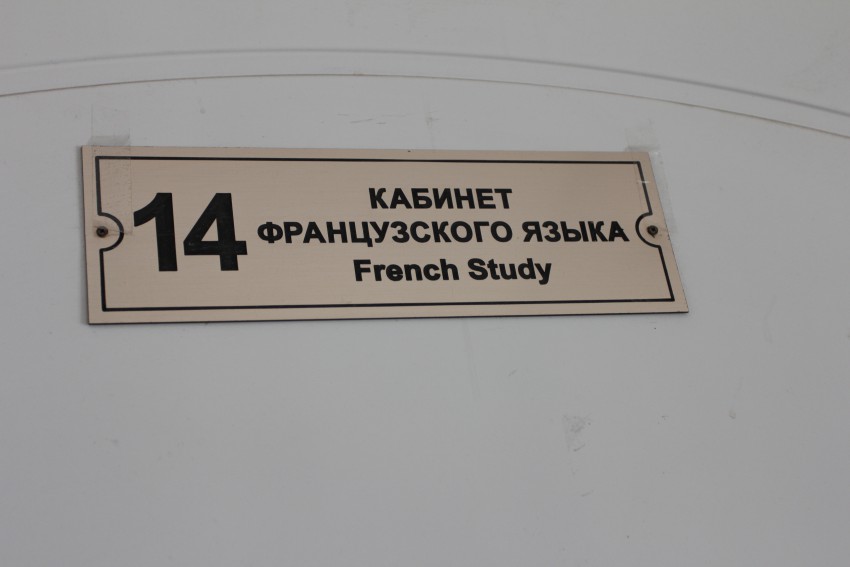 14
КАБИНЕТ
ФРАНЦУЗСКОГО ЯЗЫКА
French Study